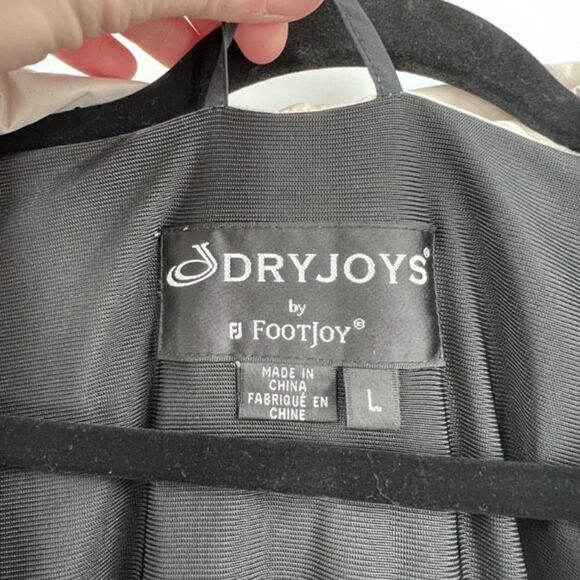 DRYJOYS®
by
FJ FOOTJOY®
MADE IN
CHINA
FABRIQUÉ EN
CHINE
L